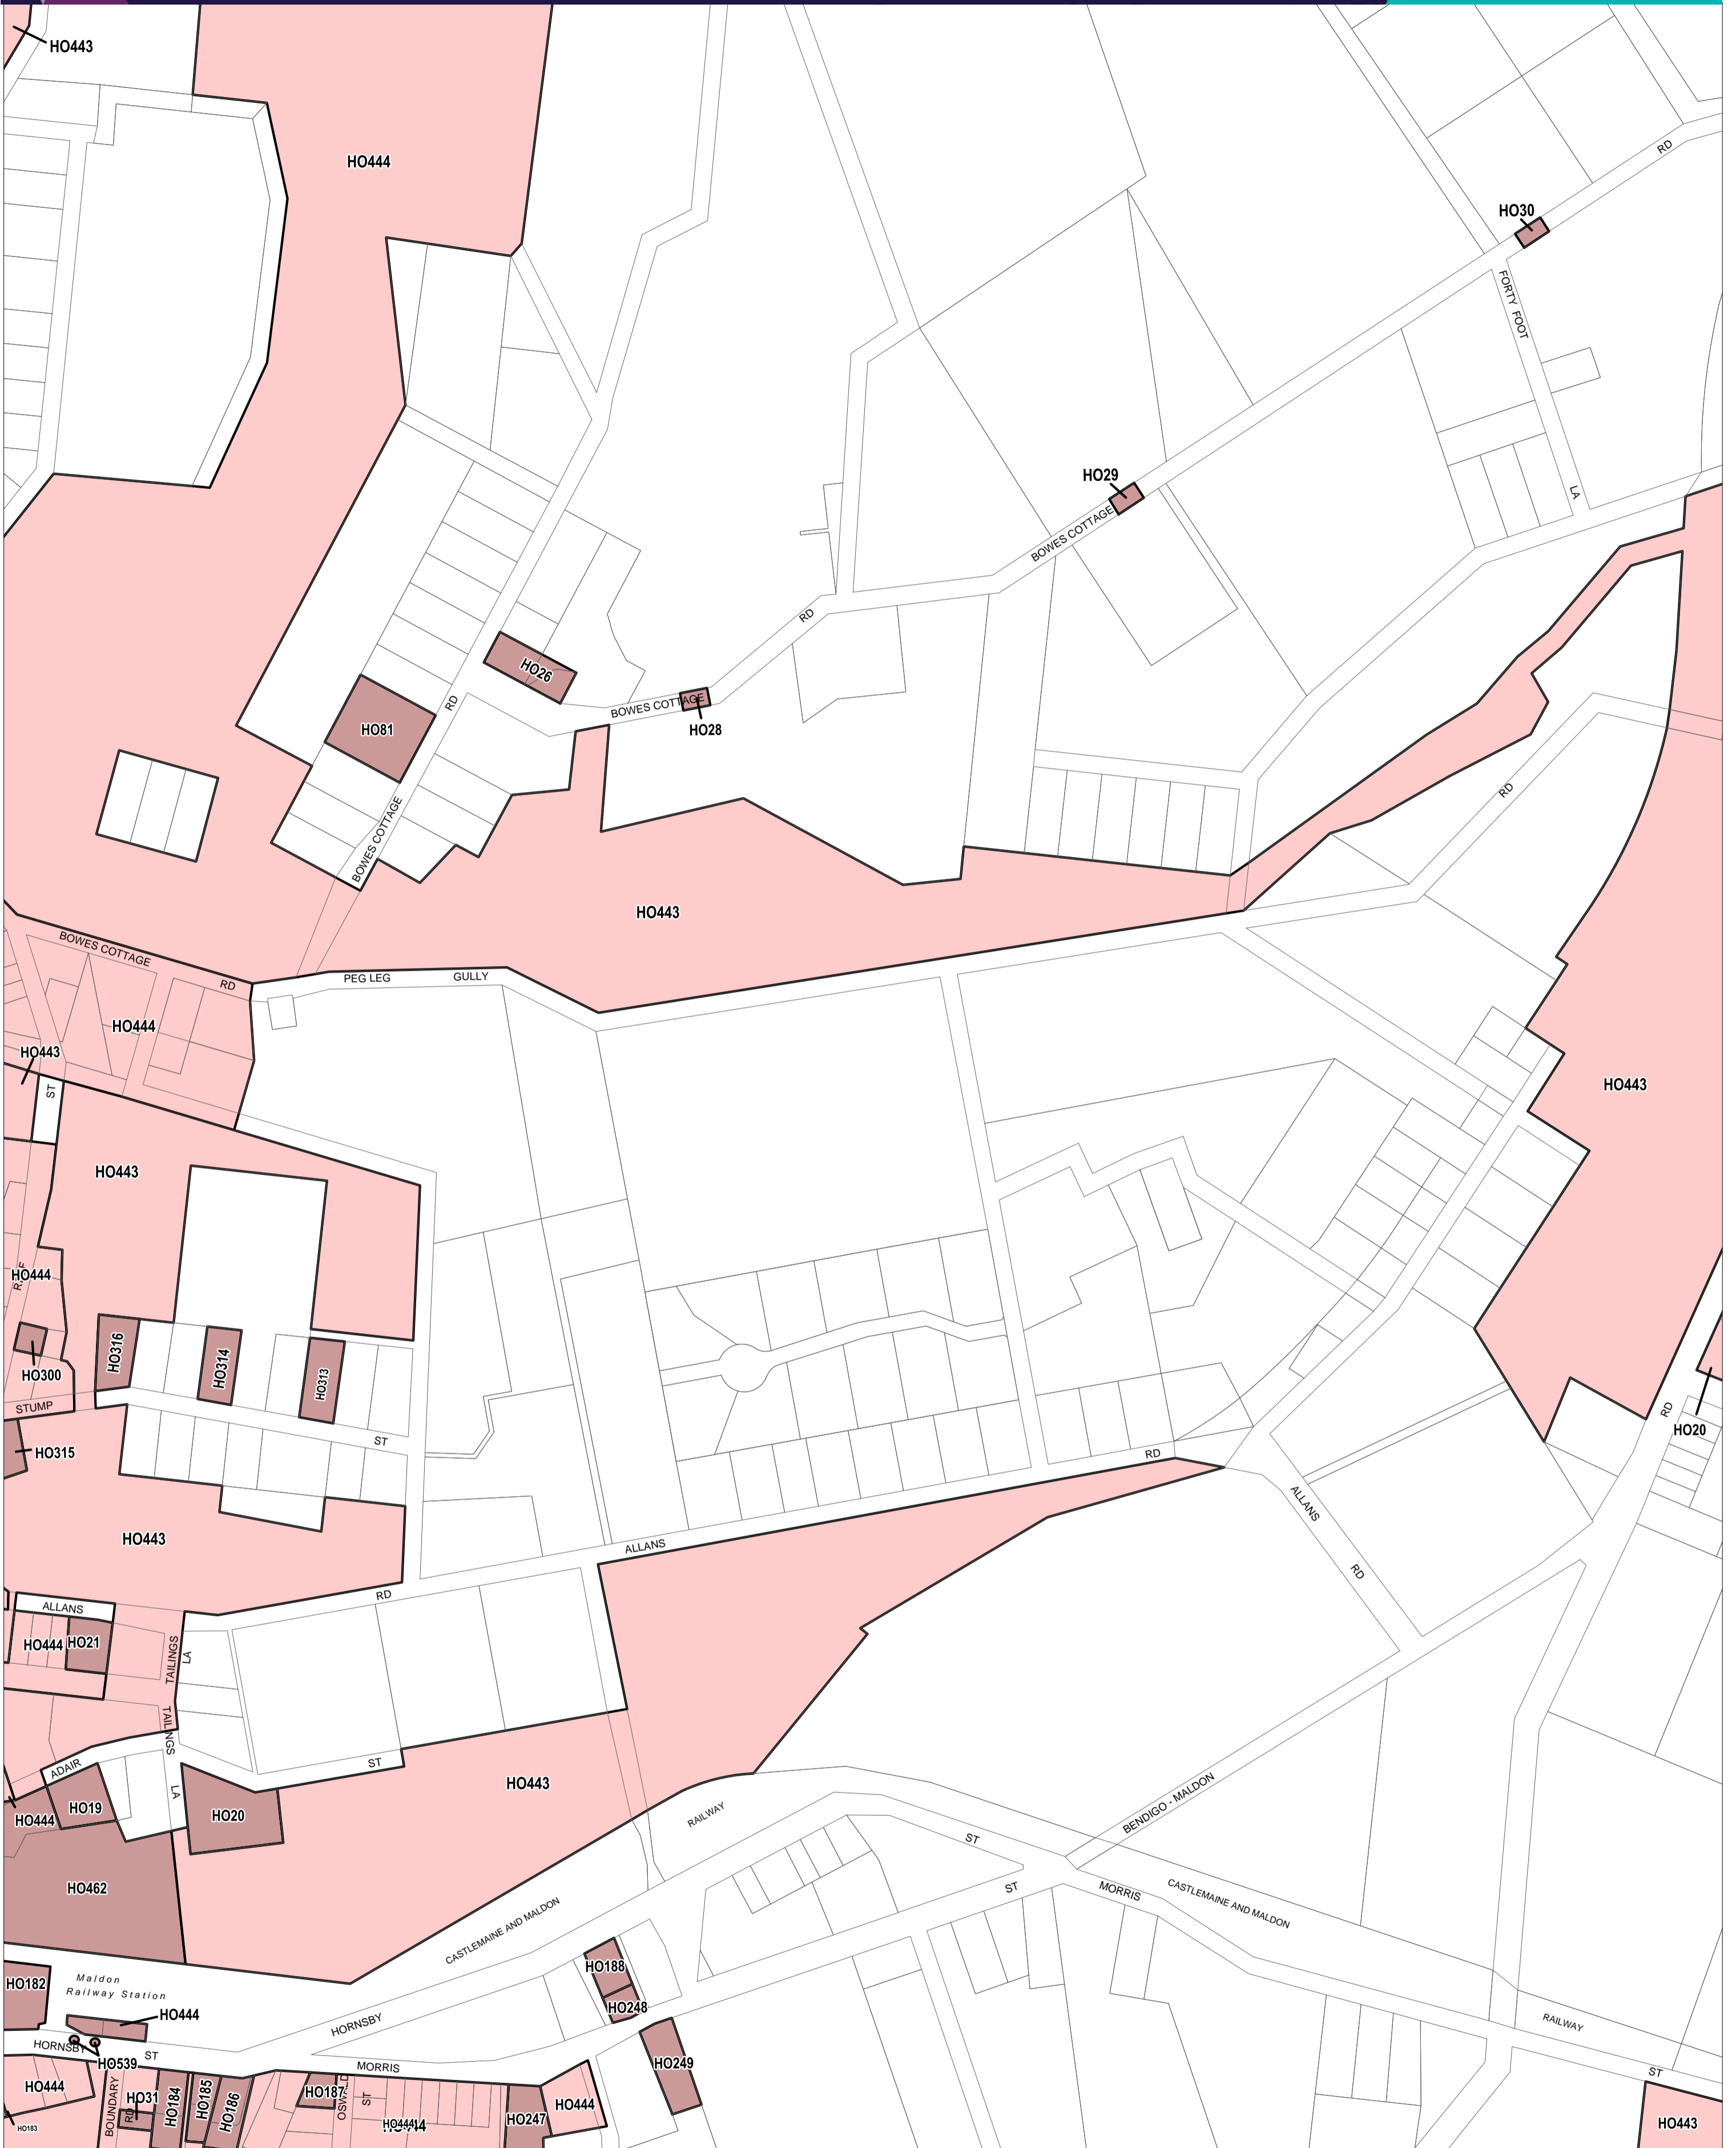 HO443
HO444
RD
HO30
FORTY FOOT
LA
HO29
BOWES COTTAGE
RD
HO26
RD
HO81
BOWES COTTAGE
HO28
RD
BOWES COTTAGE
HO443
BOWES COTTAGE
RD
PEG LEG GULLY
HO444
HO443
ST
HO443
HO443
HO444
HO316
HO314
HO313
HO300
STUMP
ST
HO315
RD
HO20
RD
HO443
ALLANS
ALLANS
RD
RD
ALLANS
HO444
HO21
TAILINGS
LA
TAILINGS
LA
ADAIR
ST
HO443
HO444
HO19
HO20
RAILWAY
BENDIGO - MALDON
ST
HO462
ST
MORRIS
CASTLEMAINE AND MALDON
CASTLEMAINE AND MALDON
HO188
HO182
Maldon
Railway Station
HO444
HO248
HORNSBY
RAILWAY
HORNSBY
ST
HO539
MORRIS
HO249
ST
HO444
BOUNDARY
RD
HO31
HO184
HO185
HO186
HO187
OSWALD
ST
HO444
HO247
HO444
HO443
HO183